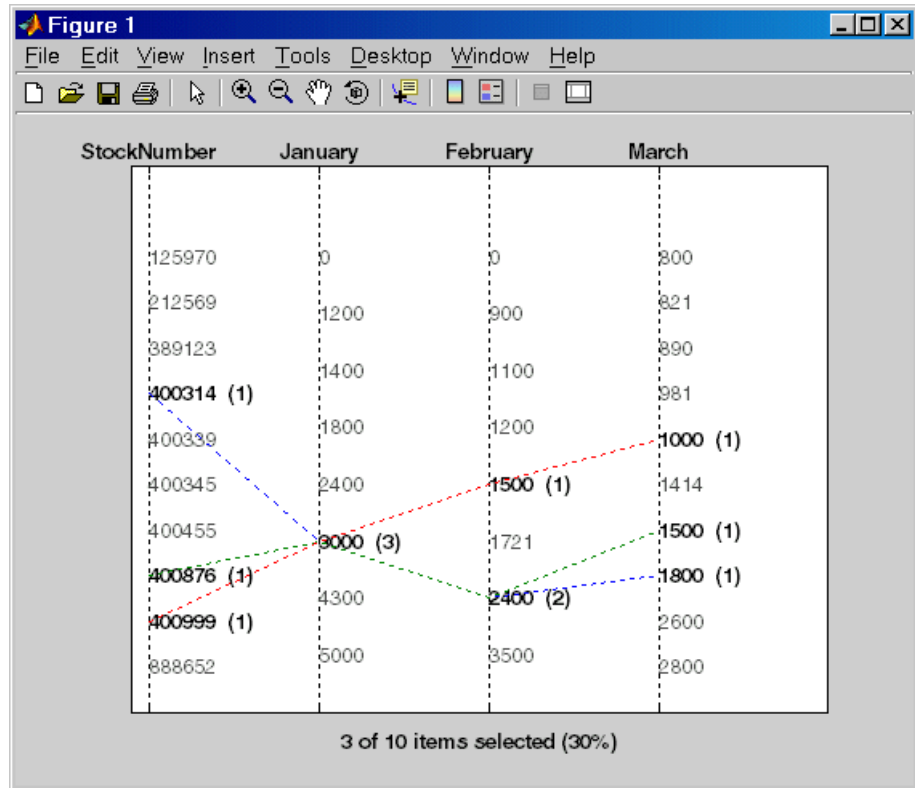 Figure 1
File Edit View Insert Tools Desktop Window Help
StockNumber January February March
125970 0 0 800
212569 1200 900 821
389123 1400 1100 890
400314 (1) 981
400339 1800 1200 1000 (1)
400345 2400 1500 (1) 1414
400455 3000 (3) 1721 1500 (1)
400876 (1) 1800 (1)
400999 (1) 4300 2400 (2) 2600
888652 5000 3500 2800
3 of 10 items selected (30%)